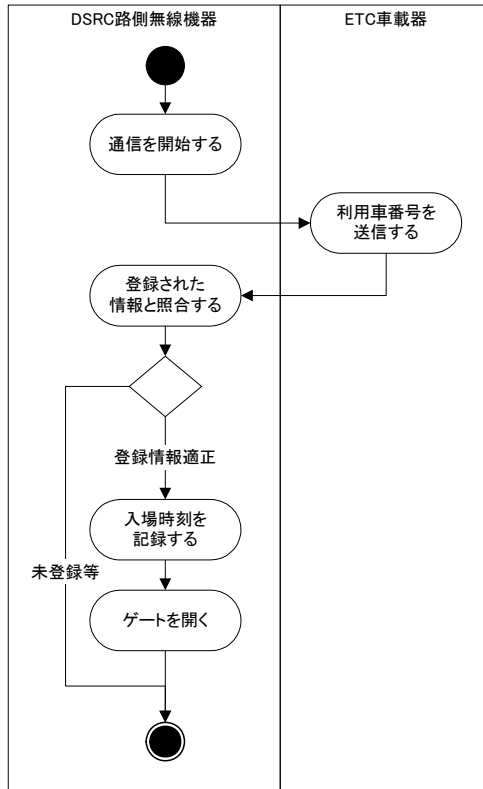 DSRC路側無線機器
ETC車載器
通信を開始する
利用車番号を
送信する
登録された
情報と照合する
登録情報適正
入場時刻を
記録する
未登録等
ゲートを開く